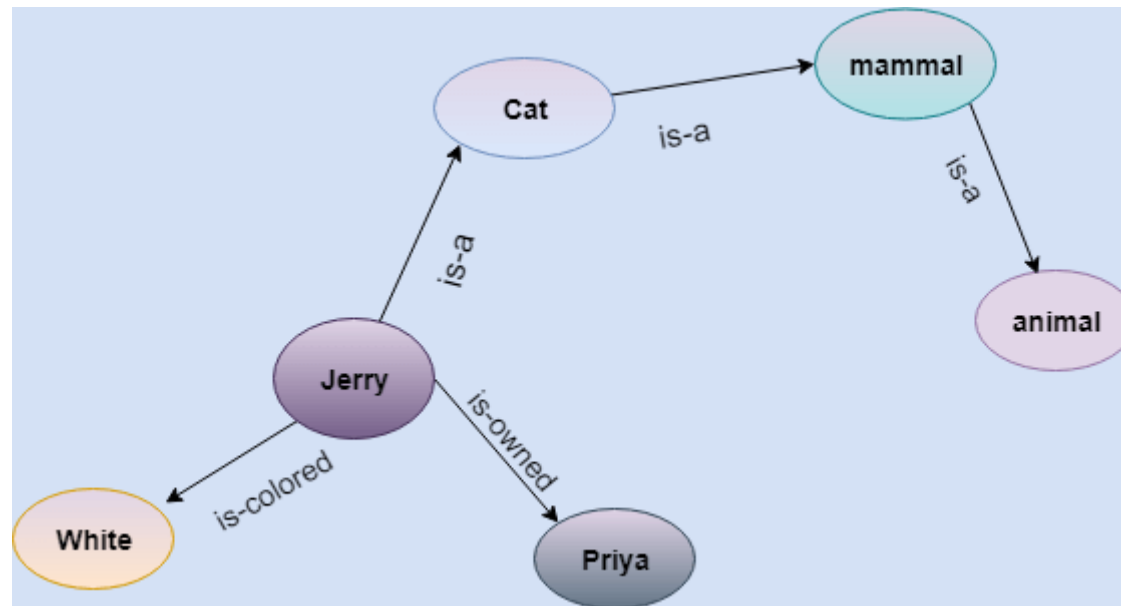 mammal
Cat
is-a
is-a
is-a
animal
Jerry
is-owned
is-colored
White
Priya